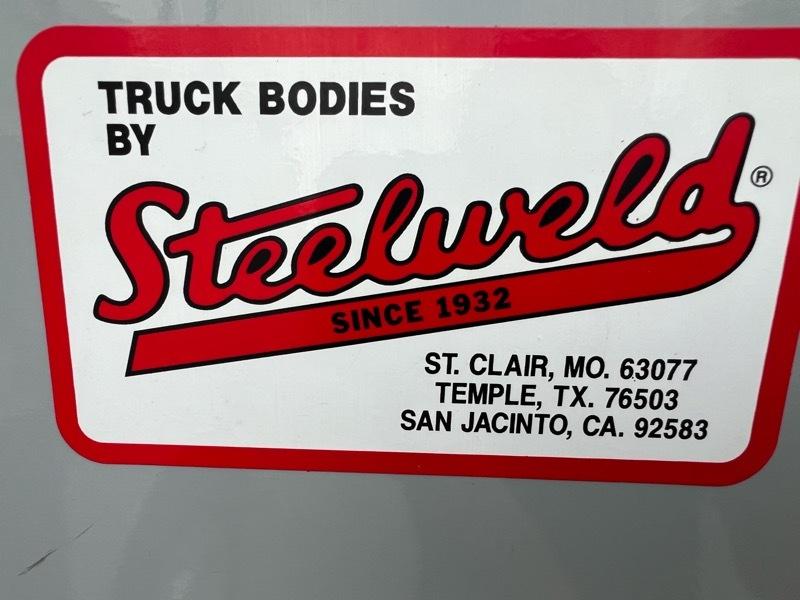 TRUCK BODIES
BY
Steelweld®
SINCE 1932
ST. CLAIR, MO. 63077
TEMPLE, TX. 76503
SAN JACINTO, CA. 92583